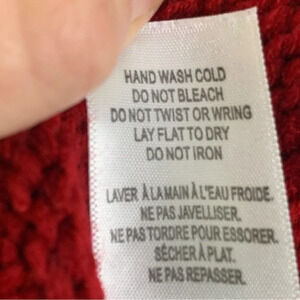 HAND WASH COLD
DO NOT BLEACH
DO NOT TWIST OR WRING
LAY FLAT TO DRY
DO NOT IRON
LAVER À LA MAIN À L'EAU FROIDE.
NE PAS JAVELLISER.
NE PAS TORDRE POUR ESSORER.
SÉCHER À PLAT.
NE PAS REPASSER.